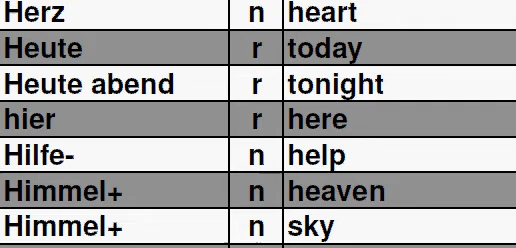 Herz n heart
Heute r today
Heute abend r tonight
hier r here
Hilfe- n help
Himmel+ n heaven
Himmel+ n sky